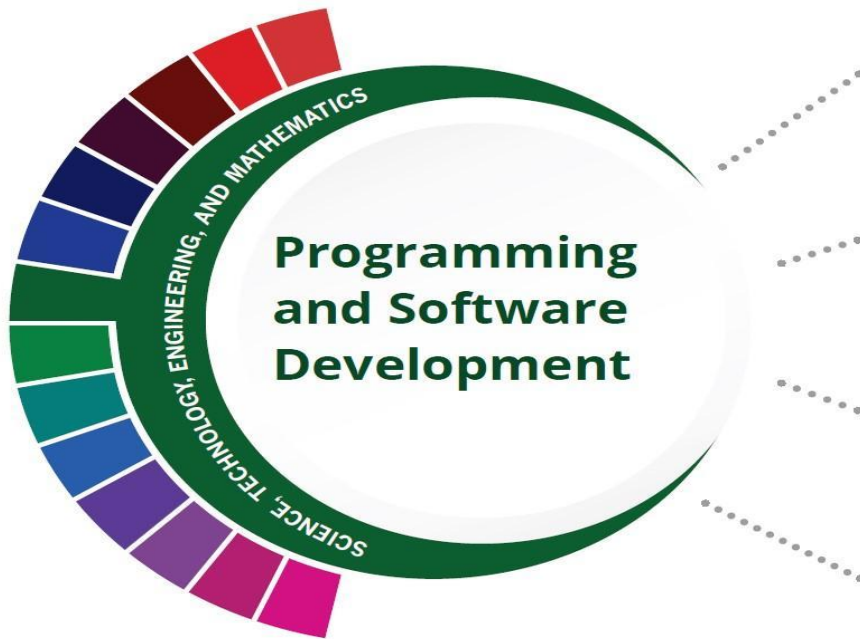 SCIENCE, TECHNOLOGY, ENGINEERING, AND MATHEMATICS
Programming
and Software
Development